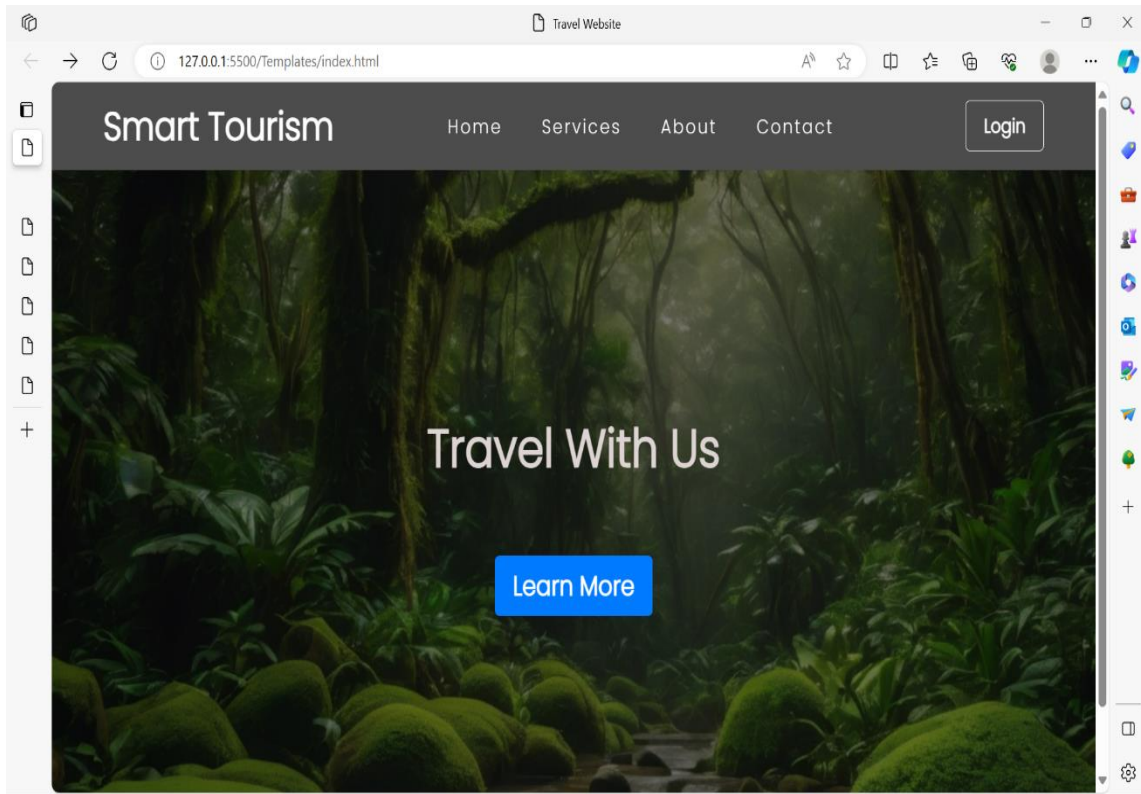 Travel Website
127.0.0.1:5500/Templates/index.html
Smart Tourism Home Services About Contact Login
Travel With Us
Learn More